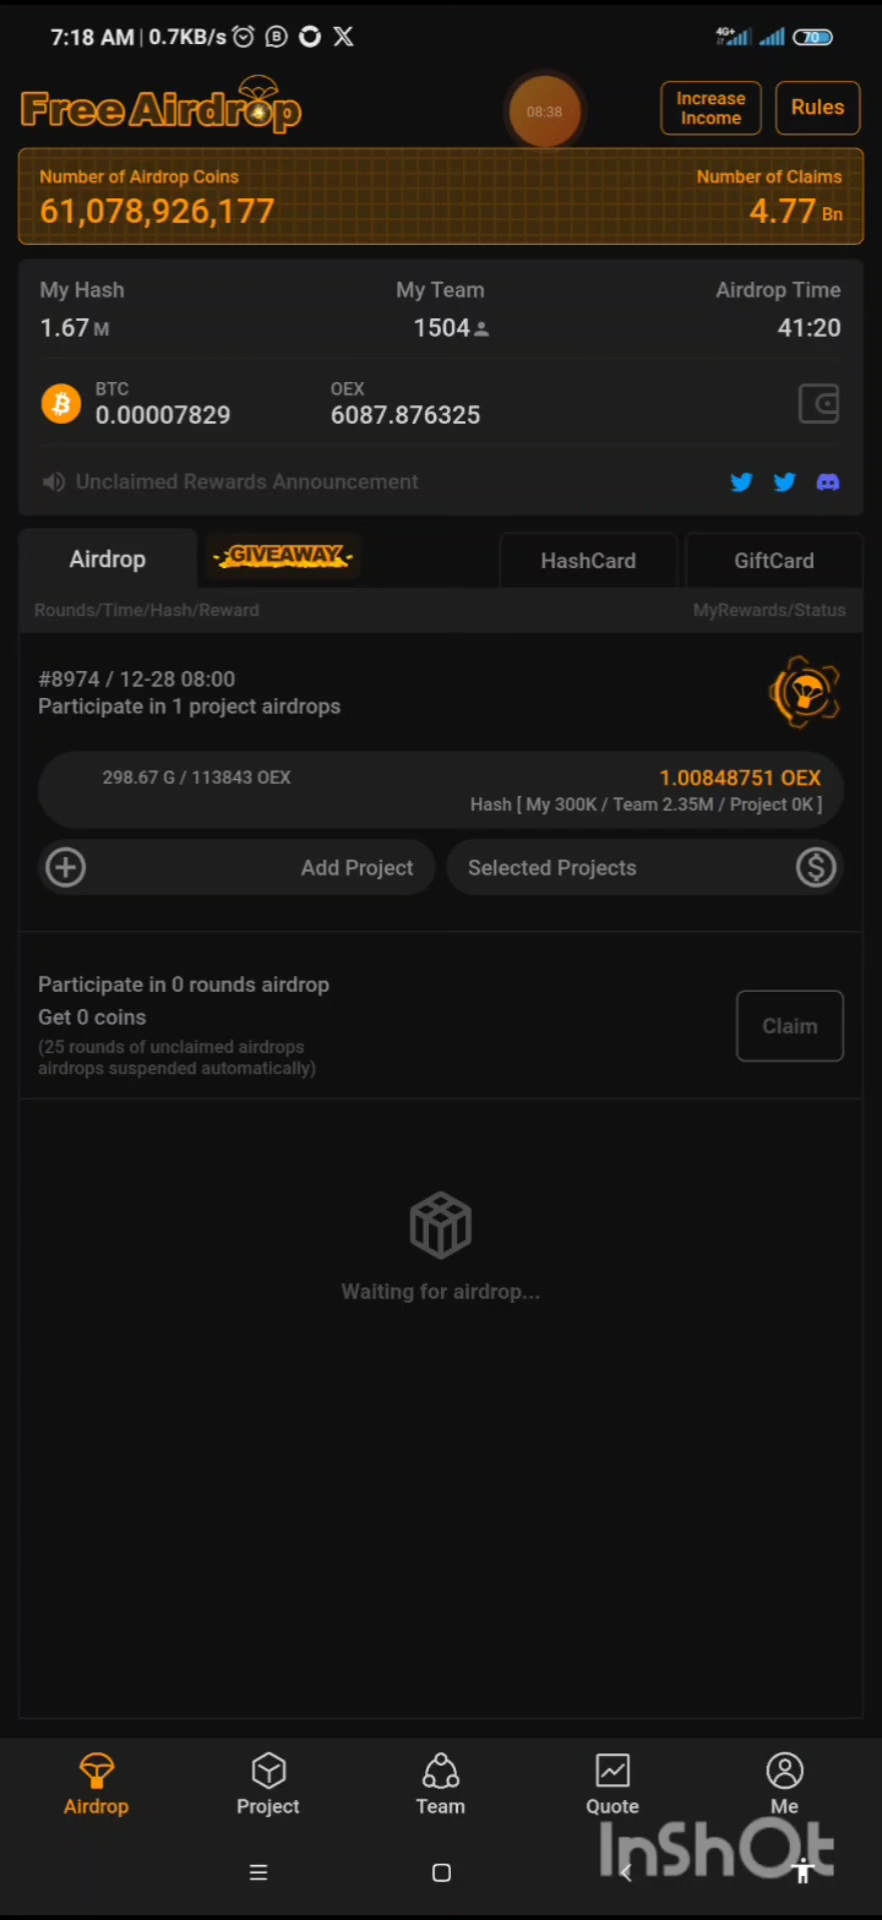 7:18 AM | 0.7KB/s
4G+
70
Free Airdrop
08:38
Increase
Income
Rules
Number of Airdrop Coins
Number of Claims
61,078,926,177
4.77 Bn
My Hash
My Team
Airdrop Time
1.67 M
1504
41:20
BTC
OEX
0.00007829
6087.876325
Unclaimed Rewards Announcement
Airdrop
GIVEAWAY
HashCard
GiftCard
Rounds/Time/Hash/Reward
MyRewards/Status
#8974 / 12-28 08:00
Participate in 1 project airdrops
298.67 G / 113843 OEX
1.00848751 OEX
Hash [ My 300K / Team 2.35M / Project 0K ]
Add Project
Selected Projects
Participate in 0 rounds airdrop
Get 0 coins
(25 rounds of unclaimed airdrops
airdrops suspended automatically)
Claim
Waiting for airdrop...
Airdrop
Project
Team
Quote
Me
InShOt